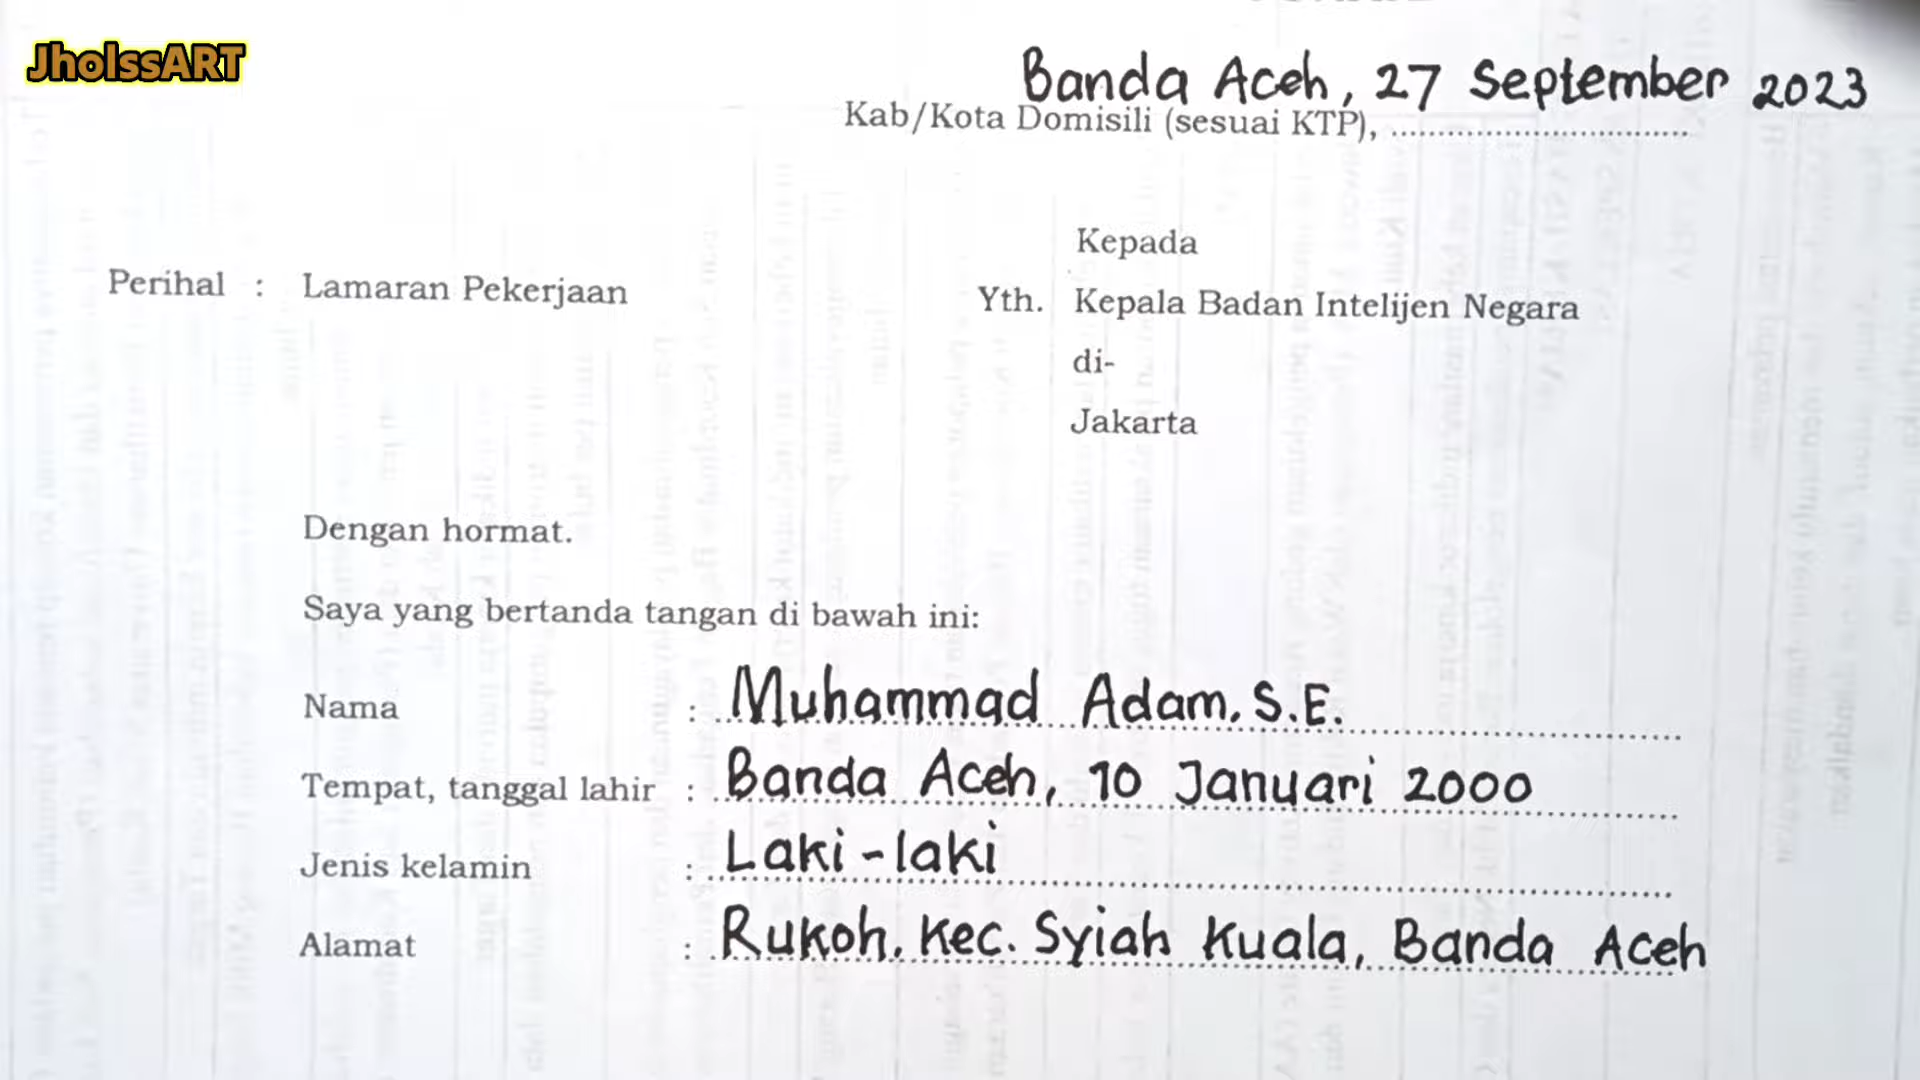 JholssART
Banda Aceh, 27 September 2023
Kab/Kota Domisili (sesuai KTP), ................................
Kepada
Perihal : Lamaran Pekerjaan
Yth. Kepala Badan Intelijen Negara
di-
Jakarta
Dengan hormat.
Saya yang bertanda tangan di bawah ini:
Nama : Muhammad Adam, S.E.
Tempat, tanggal lahir : Banda Aceh, 10 Januari 2000
Jenis kelamin : Laki-laki
Alamat : Rukoh, Kec. Syiah Kuala, Banda Aceh